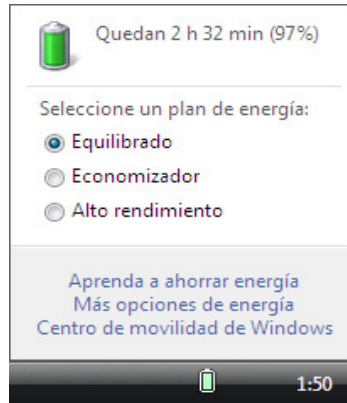 Quedan 2 h 32 min (97%)
Seleccione un plan de energía:
Equilibrado
Economizador
Alto rendimiento
Aprenda a ahorrar energía
Más opciones de energía
Centro de movilidad de Windows
1:50